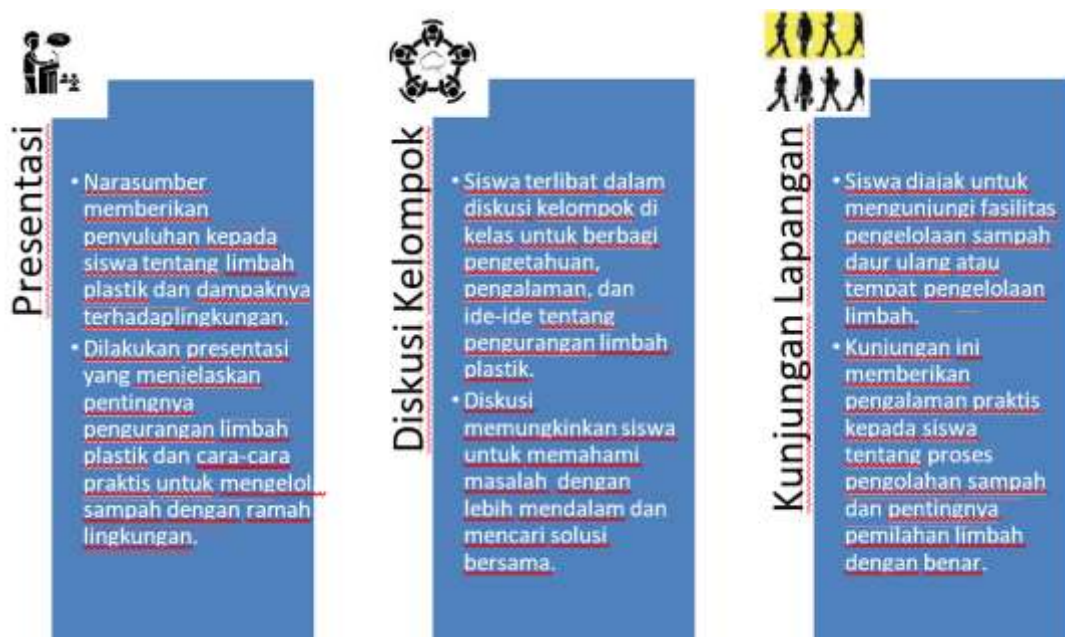 Presentasi
• Narasumber
memberikan
penyuluhan kepada
siswa tentang limbah
plastik dan dampaknya
terhadaplingkungan.
• Dilakukan presentasi
yang menjelaskan
pentingnya
pengurangan limbah
plastik dan cara-cara
praktis untuk mengelol
sampah dengan ramah
lingkungan.
Diskusi Kelompok
• Siswa terlibat dalam
diskusi kelompok di
kelas untuk berbagi
pengetahuan,
pengalaman, dan
ide-ide tentang
pengurangan limbah
plastik.
• Diskusi
memungkinkan siswa
untuk memahami
masalah dengan
lebih mendalam dan
mencari solusi
bersama.
Kunjungan Lapangan
• Siswa diajak untuk
mengunjungi fasilitas
pengelolaan sampah
daur ulang atau
tempat pengelolaan
limbah.
• Kunjungan ini
memberikan
pengalaman praktis
kepada siswa
tentang proses
pengolahan sampah
dan pentingnya
pemilahan limbah
dengan benar.